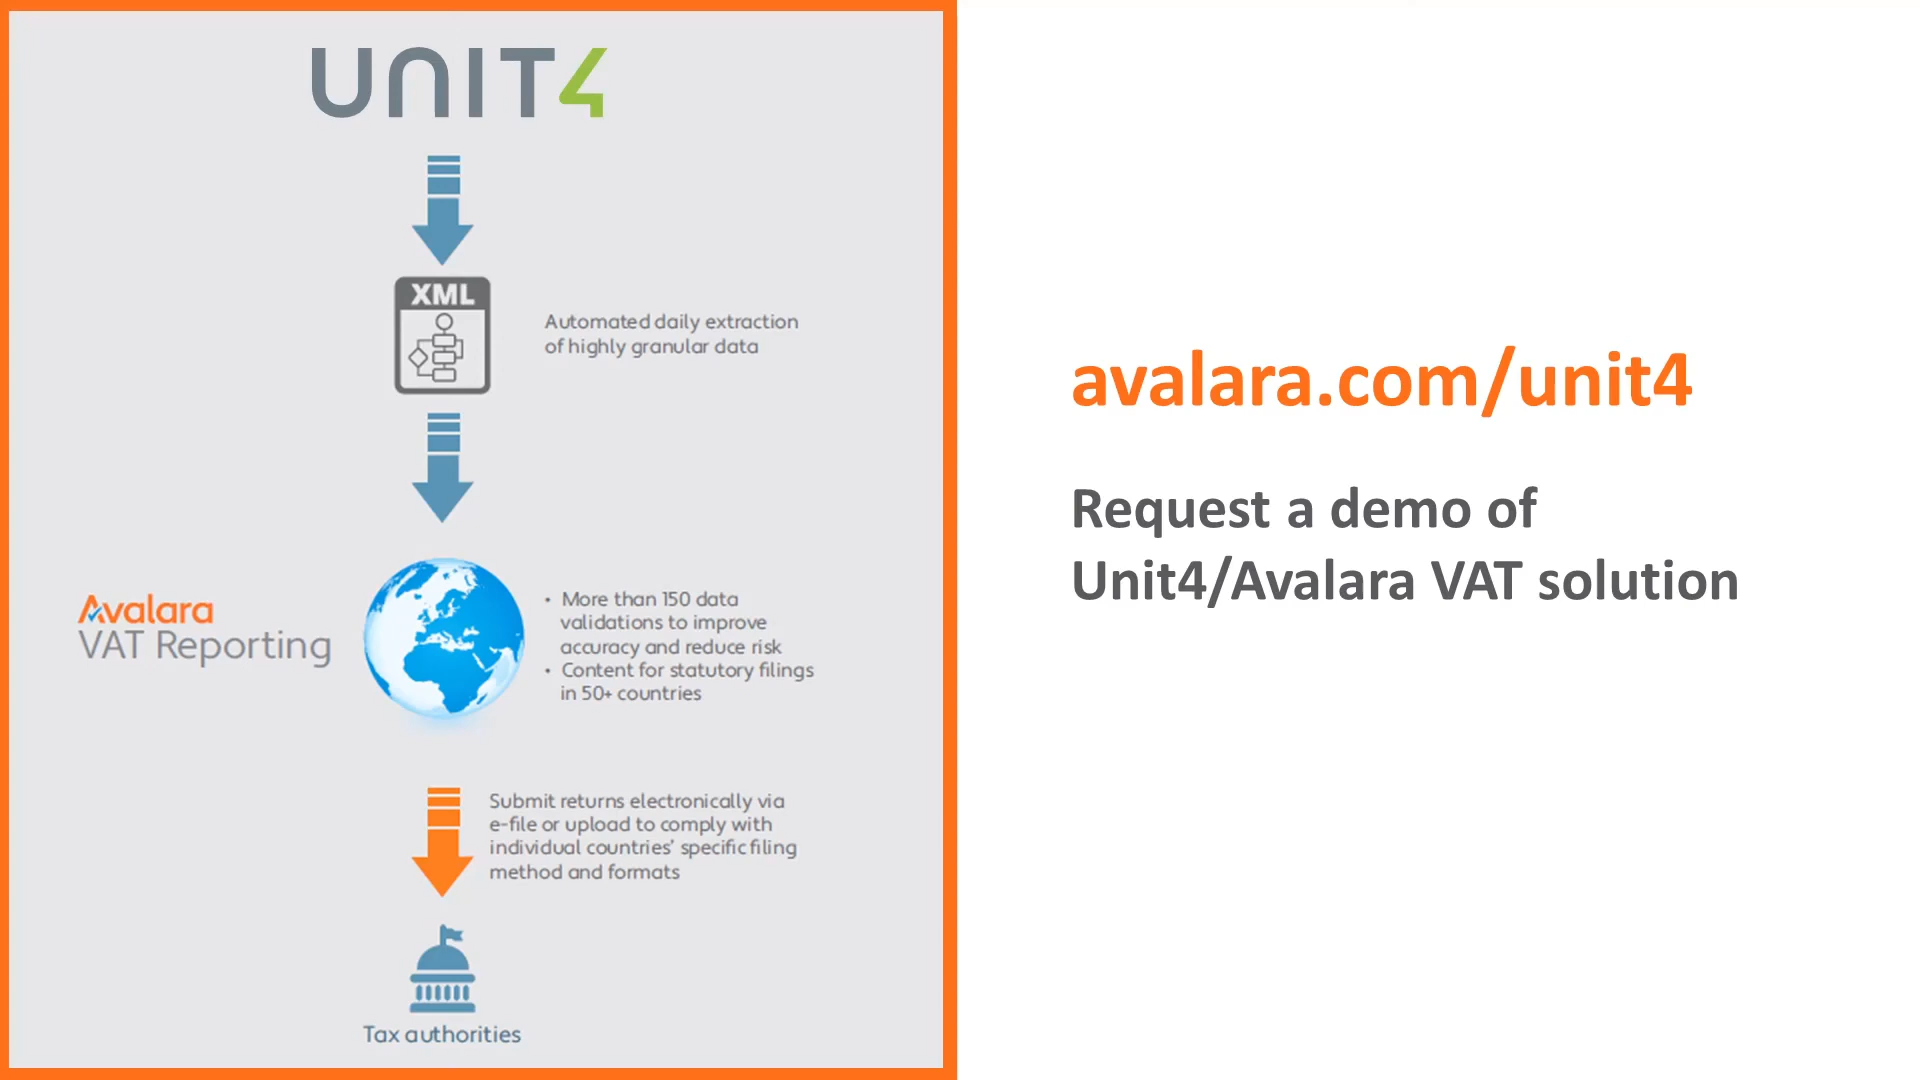 UNIT4
XML
Automated daily extraction
of highly granular data
Avalara
VAT Reporting
• More than 150 data
validations to improve
accuracy and reduce risk
• Content for statutory filings
in 50+ countries
Submit returns electronically via
e-file or upload to comply with
individual countries’ specific filing
method and formats
Tax authorities
avalara.com/unit4
Request a demo of
Unit4/Avalara VAT solution